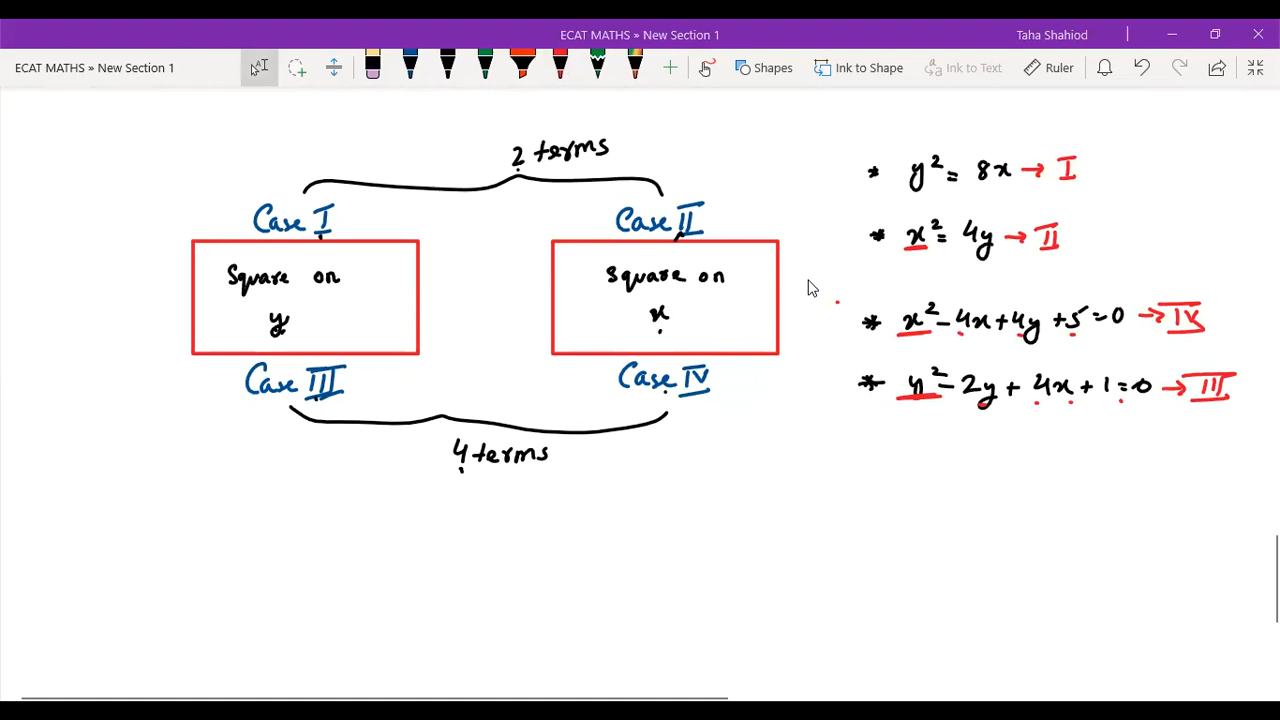 ECAT MATHS » New Section 1
Taha Shahiod
ECAT MATHS » New Section 1
Shapes
Ink to Shape
Ink to Text
Ruler
2 terms
Case I
Case II
Square on
y
Square on
x
Case III
Case IV
4 terms
* y² = 8x → I
* x² = 4y → II
* x² - 4x + 4y + 5 = 0 → IV
* y² - 2y + 4x + 1 = 0 → III